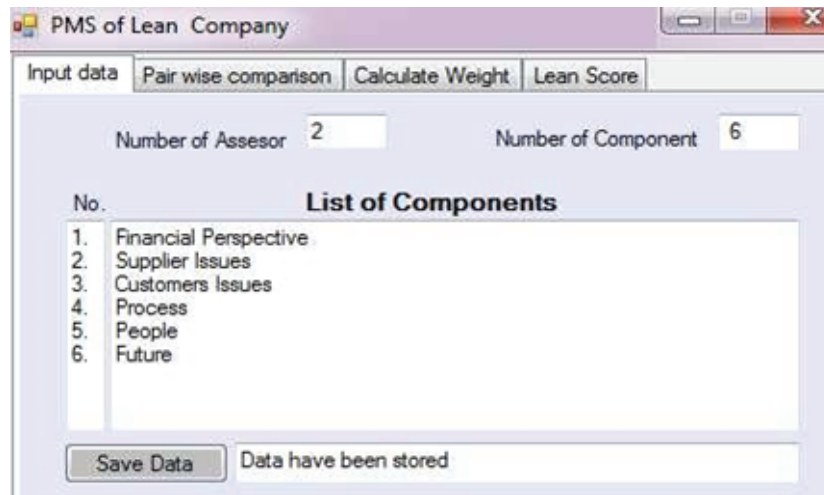 PMS of Lean Company
Input data Pair wise comparison Calculate Weight Lean Score
Number of Assesor 2 Number of Component 6
No. List of Components
1. Financial Perspective
2. Supplier Issues
3. Customers Issues
4. Process
5. People
6. Future
Save Data Data have been stored